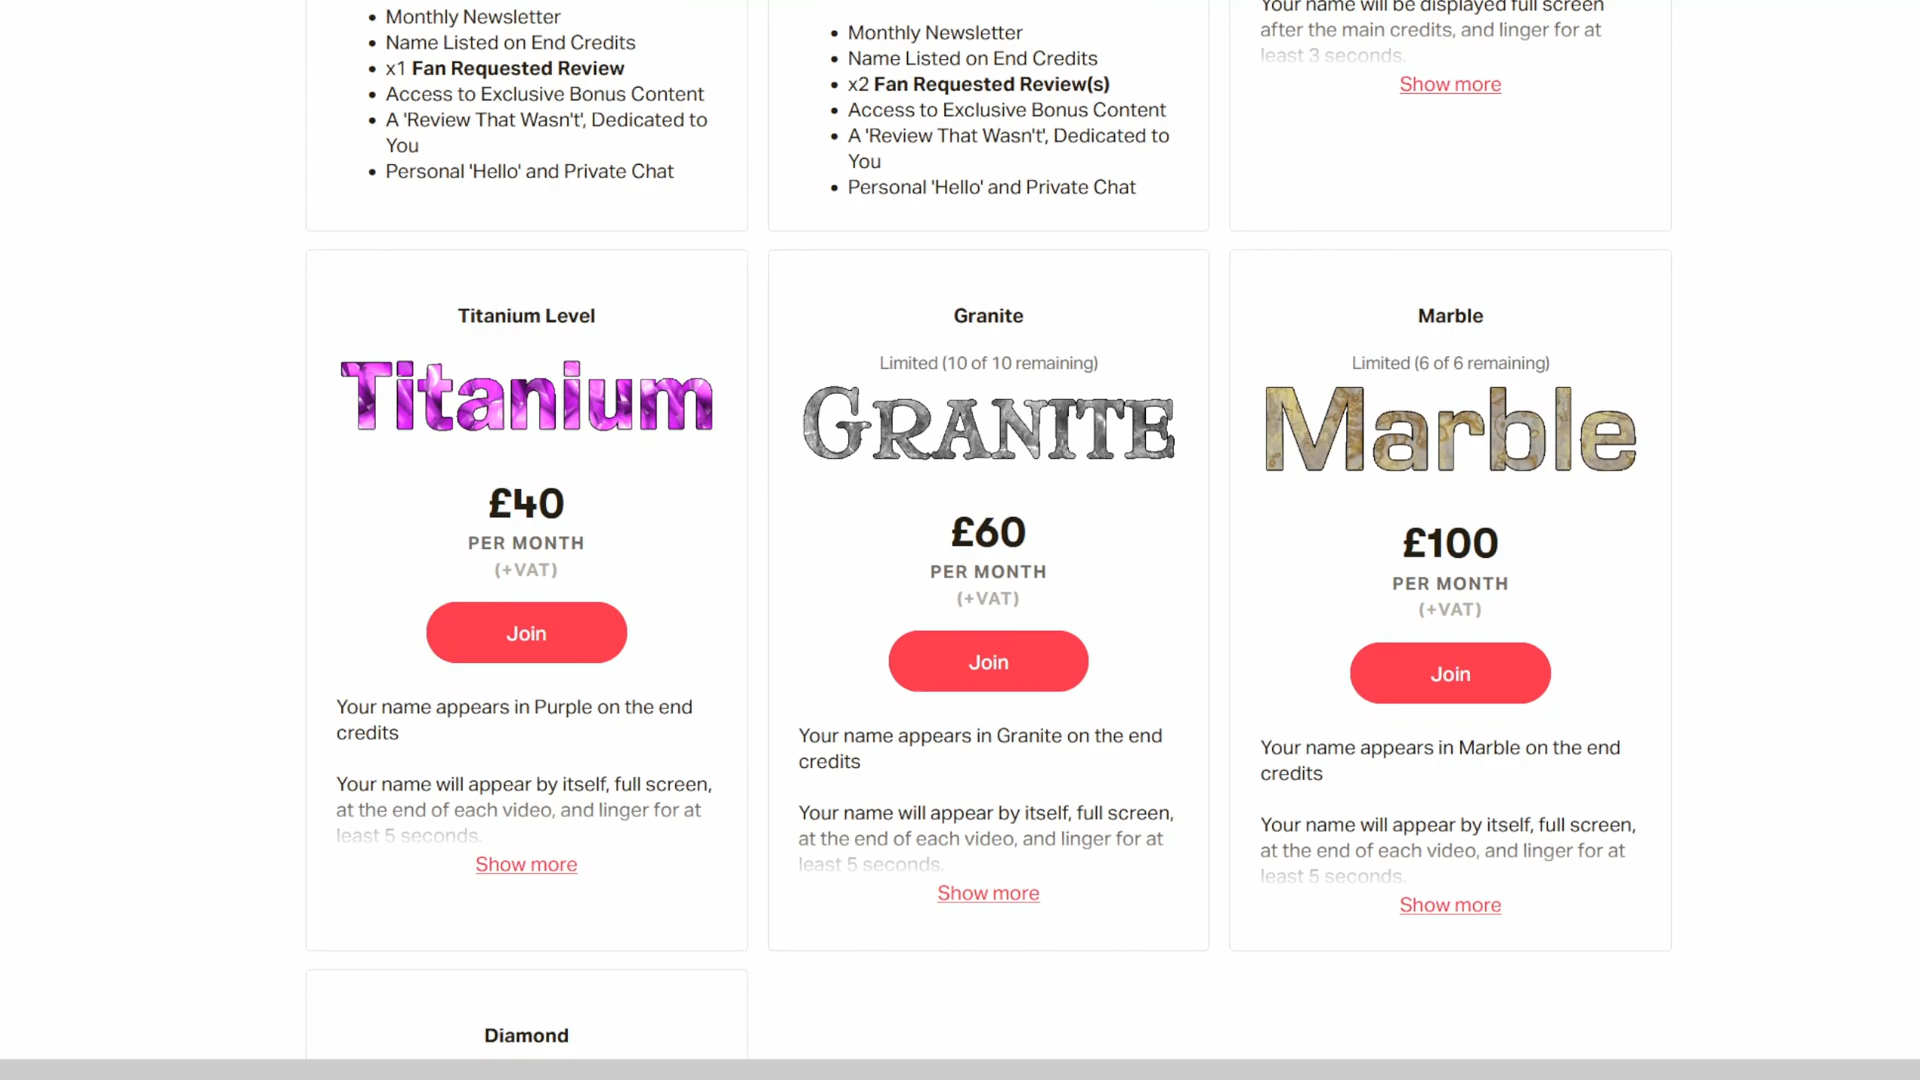 Monthly Newsletter
Name Listed on End Credits
x1 Fan Requested Review
Access to Exclusive Bonus Content
A 'Review That Wasn't', Dedicated to
You
Personal 'Hello' and Private Chat
Monthly Newsletter
Name Listed on End Credits
x2 Fan Requested Review(s)
Access to Exclusive Bonus Content
A 'Review That Wasn't', Dedicated to
You
Personal 'Hello' and Private Chat
Your name will be displayed full screen
after the main credits, and linger for at
least 3 seconds.
Show more
Titanium Level
Titanium
£40
PER MONTH
(+VAT)
Join
Your name appears in Purple on the end
credits
Your name will appear by itself, full screen,
at the end of each video, and linger for at
least 5 seconds.
Show more
Granite
Limited (10 of 10 remaining)
GRANITE
£60
PER MONTH
(+VAT)
Join
Your name appears in Granite on the end
credits
Your name will appear by itself, full screen,
at the end of each video, and linger for at
least 5 seconds.
Show more
Marble
Limited (6 of 6 remaining)
Marble
£100
PER MONTH
(+VAT)
Join
Your name appears in Marble on the end
credits
Your name will appear by itself, full screen,
at the end of each video, and linger for at
least 5 seconds.
Show more
Diamond